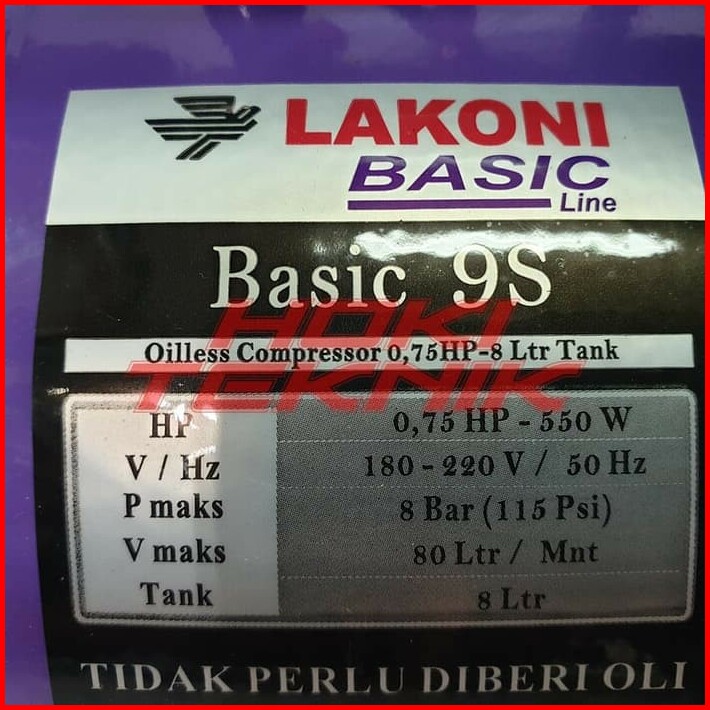 LAKONI
BASIC
Line
Basic 9S
HOKI
Oilless Compressor 0,75HP-8 Ltr Tank
TEKNIK
HP 0,75 HP - 550 W
V / Hz 180 - 220 V / 50 Hz
P maks 8 Bar (115 Psi)
V maks 80 Ltr / Mnt
Tank 8 Ltr
TIDAK PERLU DIBERI OLI